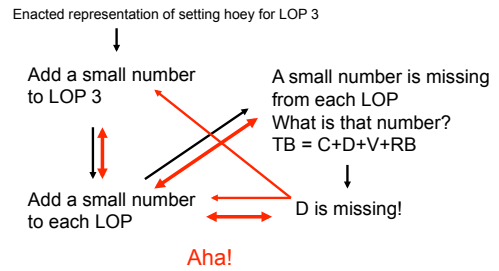 Enacted representation of setting hoey for LOP 3
Add a small number
to LOP 3
A small number is missing
from each LOP
What is that number?
TB = C+D+V+RB
Add a small number
to each LOP
D is missing!
Aha!